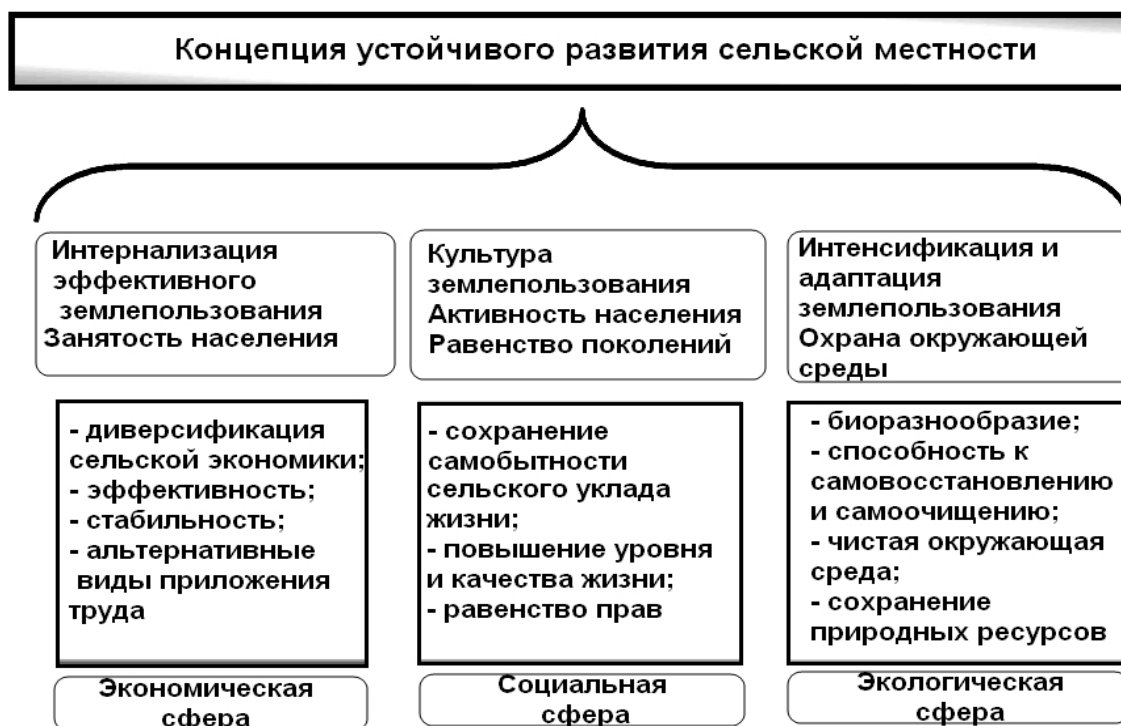 Концепция устойчивого развития сельской местности
Интернализация
эффективного
землепользования
Занятость населения
Культура
землепользования
Активность населения
Равенство поколений
Интенсификация и
адаптация
землепользования
Охрана окружающей
среды
- диверсификация
сельской экономики;
- эффективность;
- стабильность;
- альтернативные
виды приложения
труда
- сохранение
самобытности
сельского уклада
жизни;
- повышение уровня
и качества жизни;
- равенство прав
- биоразнообразие;
- способность к
самовосстановлению
и самоочищению;
- чистая окружающая
среда;
- сохранение
природных ресурсов
Экономическая
сфера
Социальная
сфера
Экологическая
сфера